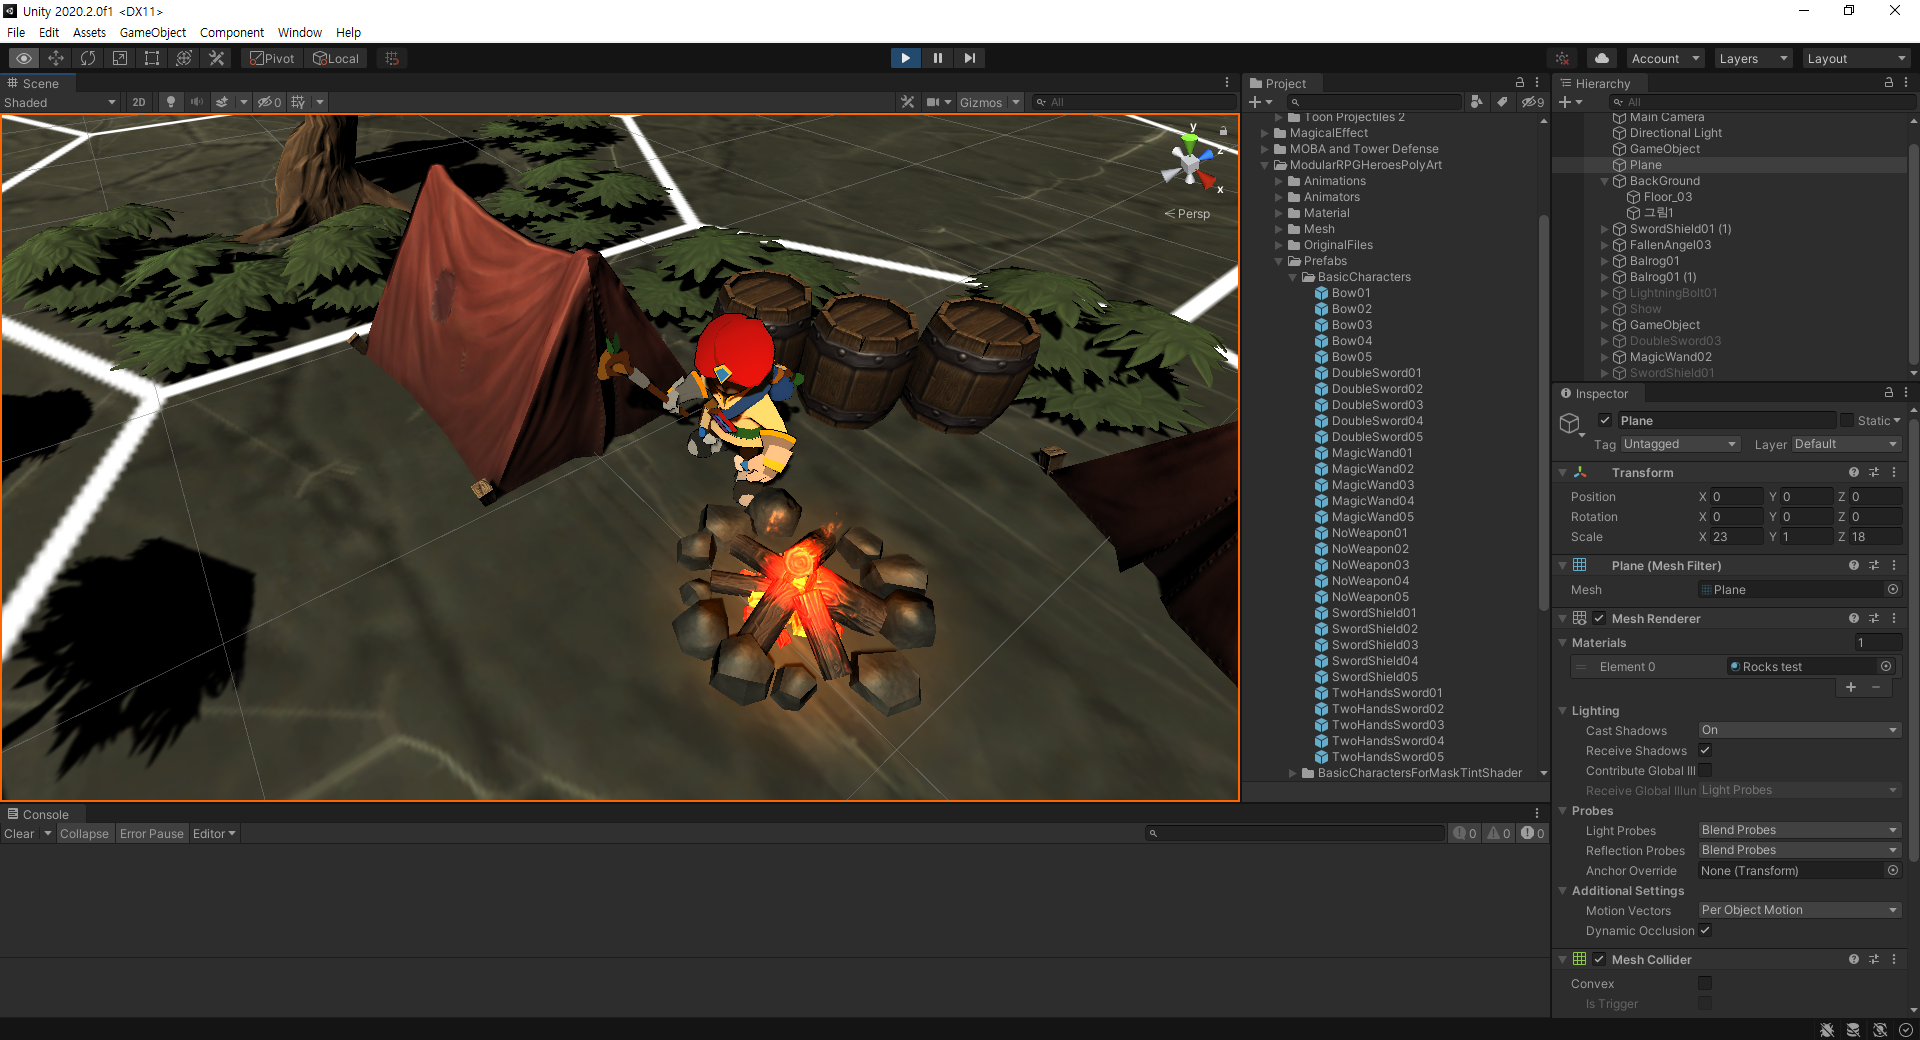 Unity 2020.2.0f1 <DX11>
File Edit Assets GameObject Component Window Help
Pivot Local Account Layers Layout
Scene
Shaded 2D 0 Gizmos All
y
z
x
Persp
Project
9
Toon Projectiles 2
MagicalEffect
MOBA and Tower Defense
ModularRPGHeroesPolyArt
Animations
Animators
Material
Mesh
OriginalFiles
Prefabs
BasicCharacters
Bow01
Bow02
Bow03
Bow04
Bow05
DoubleSword01
DoubleSword02
DoubleSword03
DoubleSword04
DoubleSword05
MagicWand01
MagicWand02
MagicWand03
MagicWand04
MagicWand05
NoWeapon01
NoWeapon02
NoWeapon03
NoWeapon04
NoWeapon05
SwordShield01
SwordShield02
SwordShield03
SwordShield04
SwordShield05
TwoHandsSword01
TwoHandsSword02
TwoHandsSword03
TwoHandsSword04
TwoHandsSword05
BasicCharactersForMaskTintShader
Hierarchy
All
Main Camera
Directional Light
GameObject
Plane
BackGround
Floor_03
그림1
SwordShield01 (1)
FallenAngel03
Balrog01
Balrog01 (1)
LightningBolt01
Show
GameObject
DoubleSword03
MagicWand02
SwordShield01
Inspector
Plane Static
Tag Untagged Layer Default
Transform
Position X 0 Y 0 Z 0
Rotation X 0 Y 0 Z 0
Scale X 23 Y 1 Z 18
Plane (Mesh Filter)
Mesh Plane
Mesh Renderer
Materials 1
Element 0 Rocks test
Lighting
Cast Shadows On
Receive Shadows
Contribute Global Ill
Receive Global Illun Light Probes
Probes
Light Probes Blend Probes
Reflection Probes Blend Probes
Anchor Override None (Transform)
Additional Settings
Motion Vectors Per Object Motion
Dynamic Occlusion
Mesh Collider
Convex
Is Trigger
Console
Clear Collapse Error Pause Editor 0 0 0